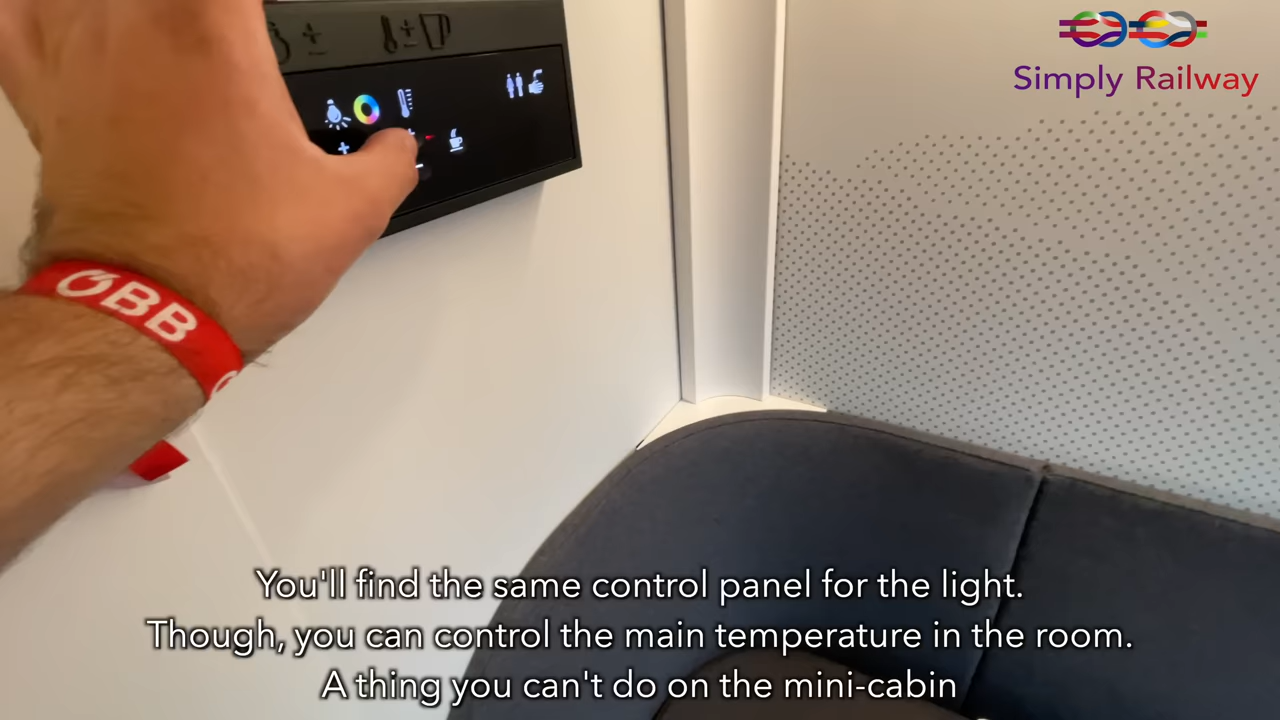 Simply Railway
ÖBB
You'll find the same control panel for the light.
Though, you can control the main temperature in the room.
A thing you can't do on the mini-cabin